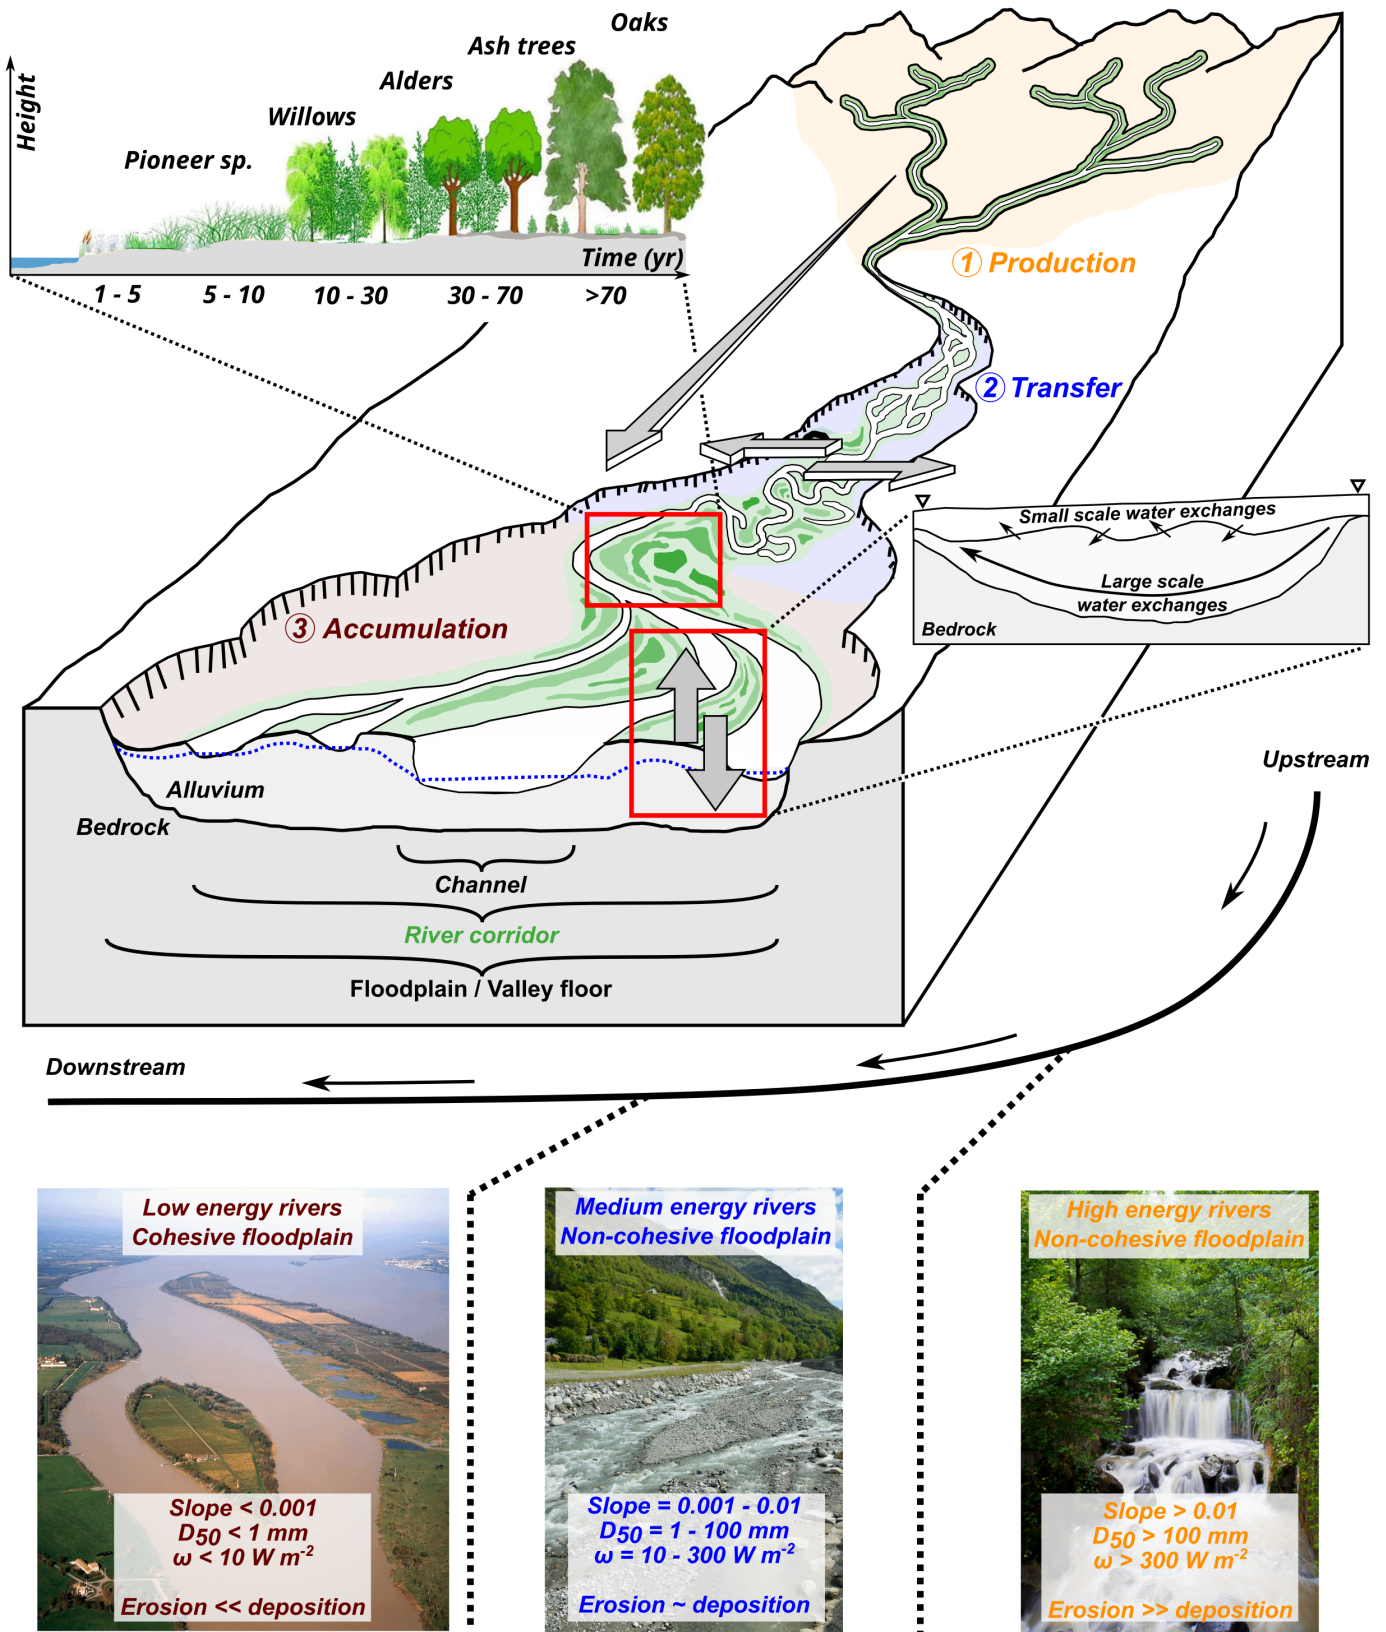 Oaks
Ash trees
Alders
Willows
Pioneer sp.
Height
Time (yr)
1 - 5
5 - 10
10 - 30
30 - 70
>70
1 Production
2 Transfer
3 Accumulation
Small scale water exchanges
Large scale
water exchanges
Bedrock
Alluvium
Bedrock
Channel
River corridor
Floodplain / Valley floor
Upstream
Downstream
Low energy rivers
Cohesive floodplain
Slope < 0.001
D50 < 1 mm
ω < 10 W m-2
Erosion << deposition
Medium energy rivers
Non-cohesive floodplain
Slope = 0.001 - 0.01
D50 = 1 - 100 mm
ω = 10 - 300 W m-2
Erosion ~ deposition
High energy rivers
Non-cohesive floodplain
Slope > 0.01
D50 > 100 mm
ω > 300 W m-2
Erosion >> deposition